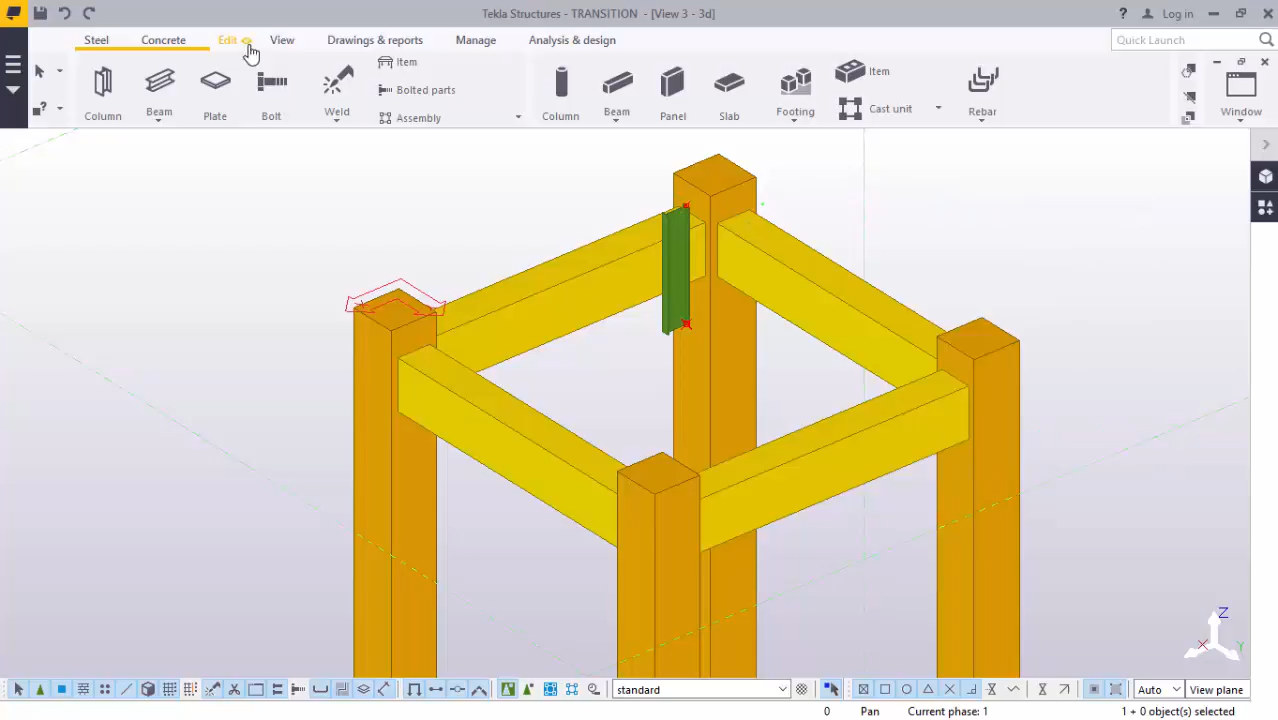 Tekla Structures - TRANSITION - [View 3 - 3d]
? Log in
Steel Concrete Edit View Drawings & reports Manage Analysis & design
Quick Launch
Column Beam Plate Bolt Weld
Item
Bolted parts
Assembly
Column Beam Panel Slab Footing
Item
Cast unit
Rebar Window
Z
Y
X
standard
Auto
View plane
0 Pan Current phase: 1 1 + 0 object(s) selected